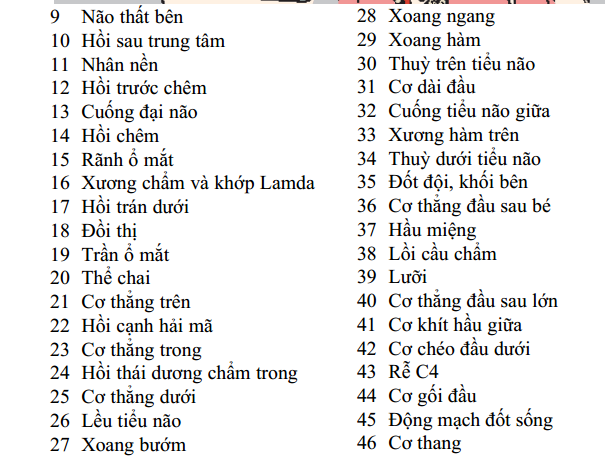 9 Não thất bên
10 Hồi sau trung tâm
11 Nhân nền
12 Hồi trước chêm
13 Cuống đại não
14 Hồi chêm
15 Rãnh ổ mắt
16 Xương chẩm và khớp Lamda
17 Hồi trán dưới
18 Đồi thị
19 Trần ổ mắt
20 Thể chai
21 Cơ thẳng trên
22 Hồi cạnh hải mã
23 Cơ thẳng trong
24 Hồi thái dương chẩm trong
25 Cơ thẳng dưới
26 Lều tiểu não
27 Xoang bướm
28 Xoang ngang
29 Xoang hàm
30 Thuỳ trên tiểu não
31 Cơ dài đầu
32 Cuống tiểu não giữa
33 Xương hàm trên
34 Thuỳ dưới tiểu não
35 Đốt đội, khối bên
36 Cơ thẳng đầu sau bé
37 Hầu miệng
38 Lồi cầu chẩm
39 Lưỡi
40 Cơ thẳng đầu sau lớn
41 Cơ khít hầu giữa
42 Cơ chéo đầu dưới
43 Rễ C4
44 Cơ gối đầu
45 Động mạch đốt sống
46 Cơ thang